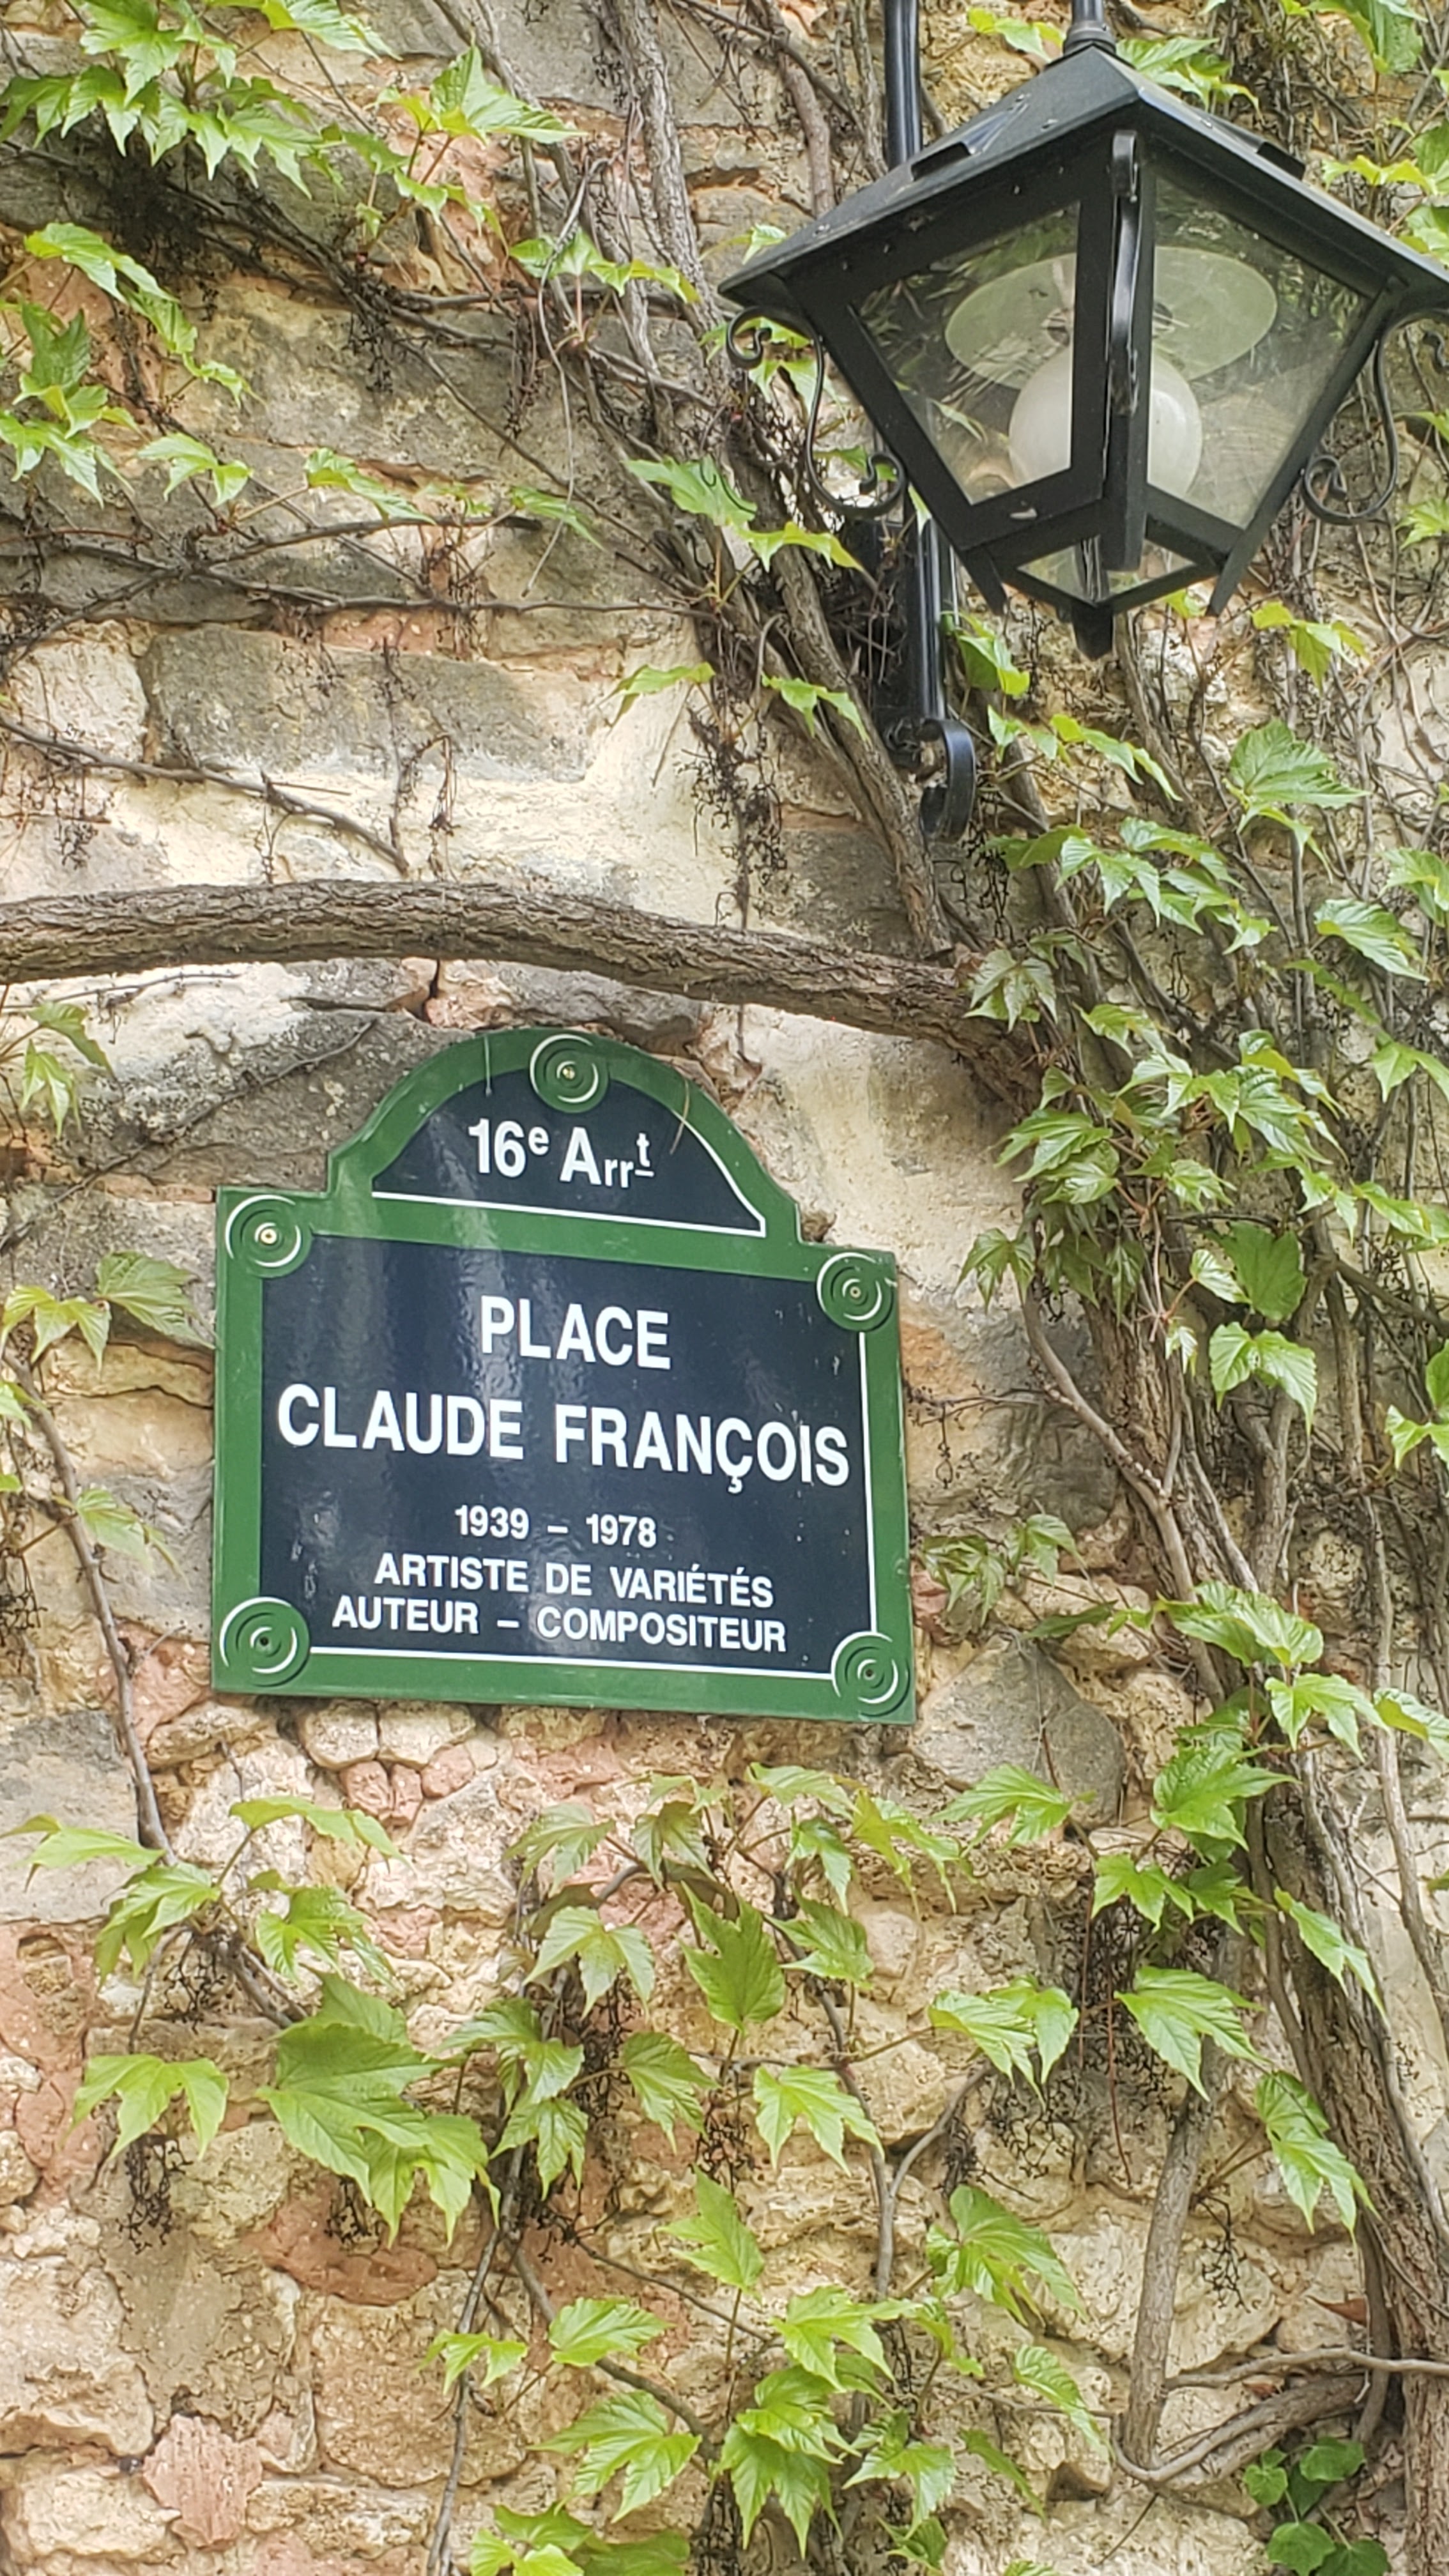 16e Arrt
PLACE
CLAUDE FRANÇOIS
1939 – 1978
ARTISTE DE VARIÉTÉS
AUTEUR – COMPOSITEUR